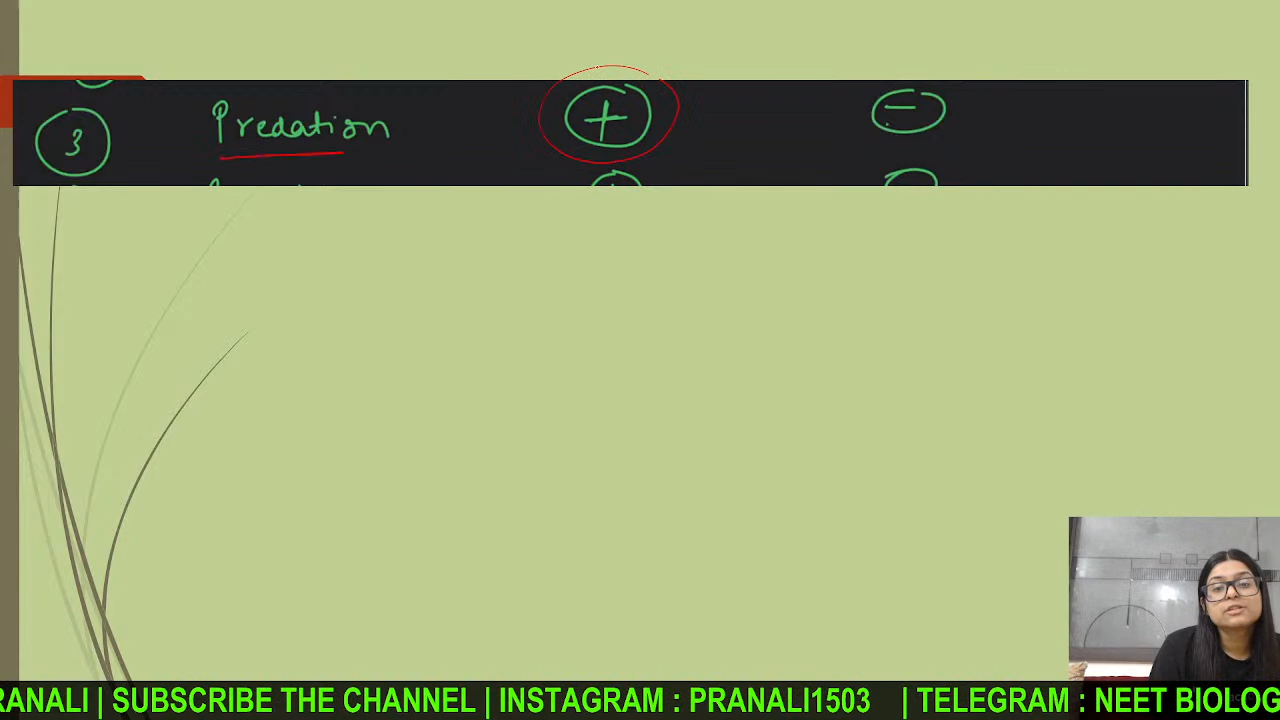 3 Predation + −
RANALI | SUBSCRIBE THE CHANNEL | INSTAGRAM : PRANALI1503 | TELEGRAM : NEET BIOLOG